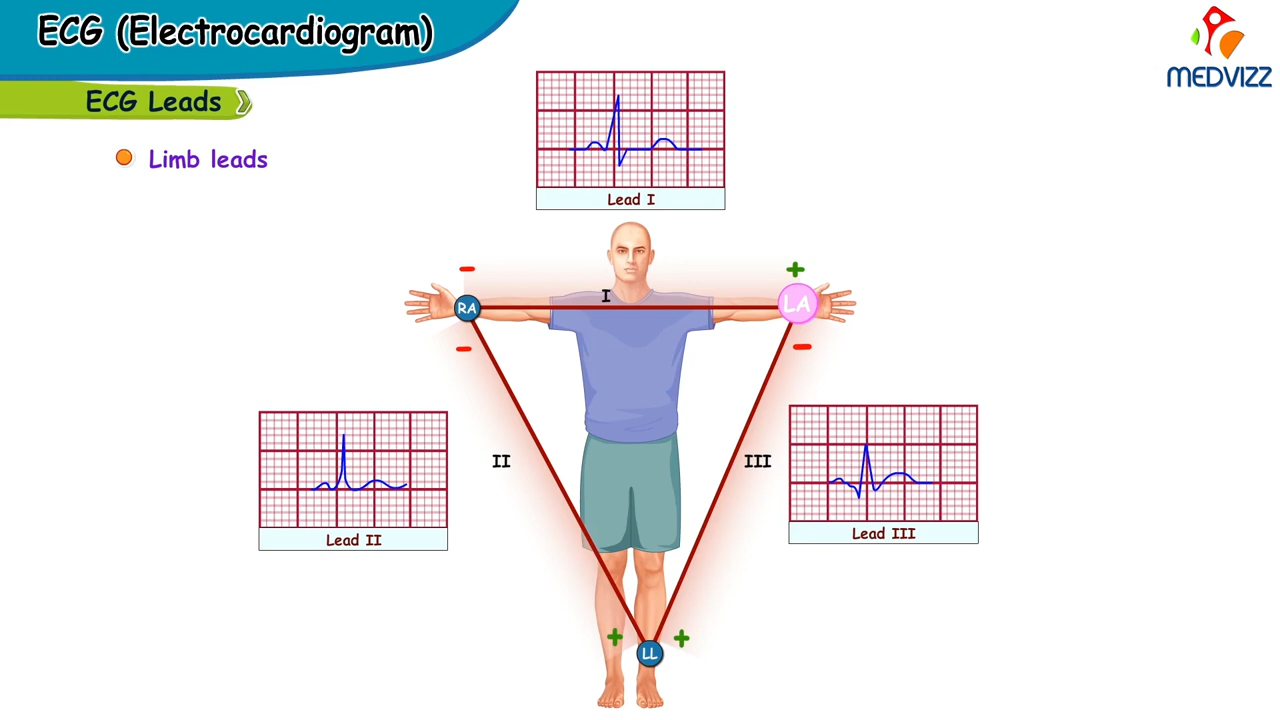 ECG (Electrocardiogram)
MEDVIZZ
ECG Leads
Limb leads
Lead I
−
+
I
RA
LA
−
−
II
III
Lead II
Lead III
+
+
LL